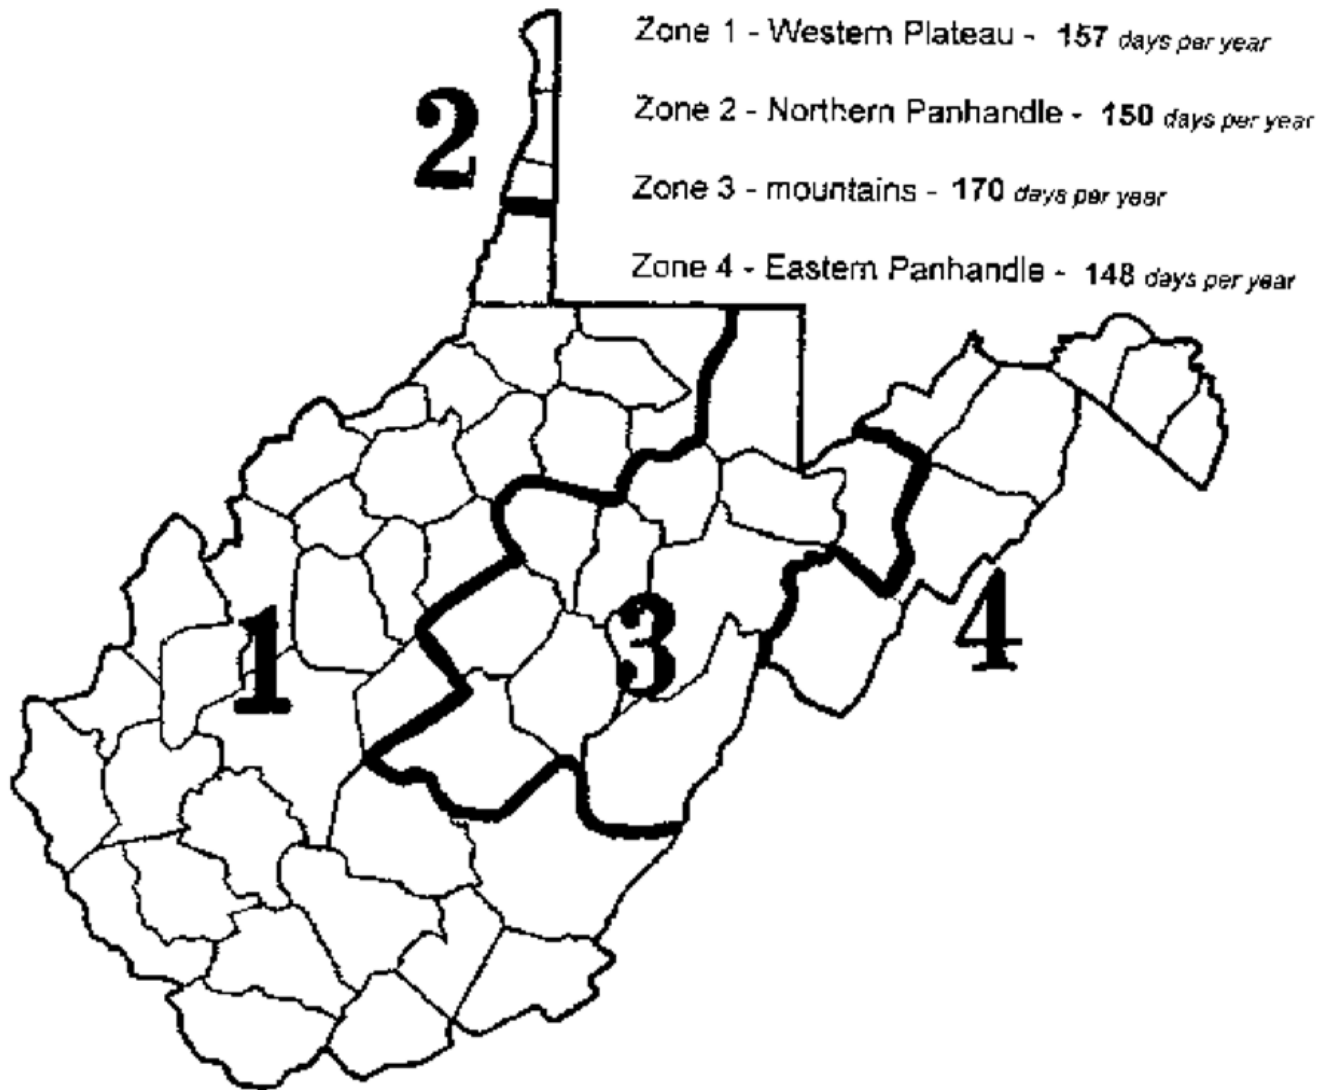 Zone 1 - Western Plateau - 157 days per year
Zone 2 - Northern Panhandle - 150 days per year
Zone 3 - mountains - 170 days per year
Zone 4 - Eastern Panhandle - 148 days per year
2
1
3
4